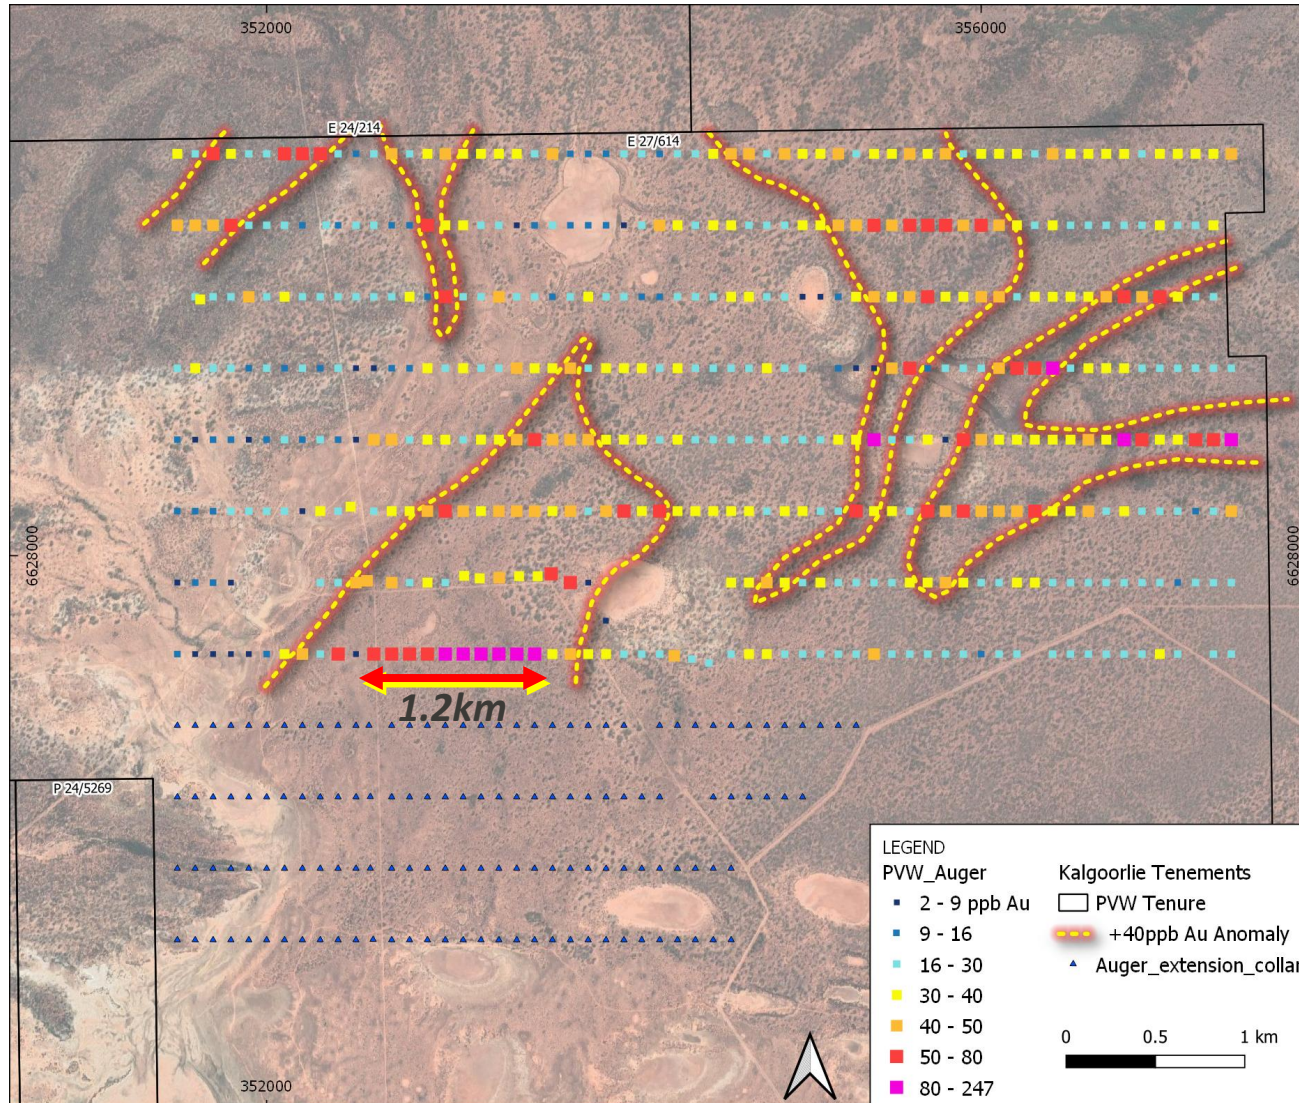 352000
356000
E 24/214
E 27/614
6628000
6628000
1.2km
P 24/5269
352000
LEGEND
PVW_Auger
2 - 9 ppb Au
9 - 16
16 - 30
30 - 40
40 - 50
50 - 80
80 - 247
Kalgoorlie Tenements
PVW Tenure
+40ppb Au Anomaly
Auger_extension_collar
0 0.5 1 km